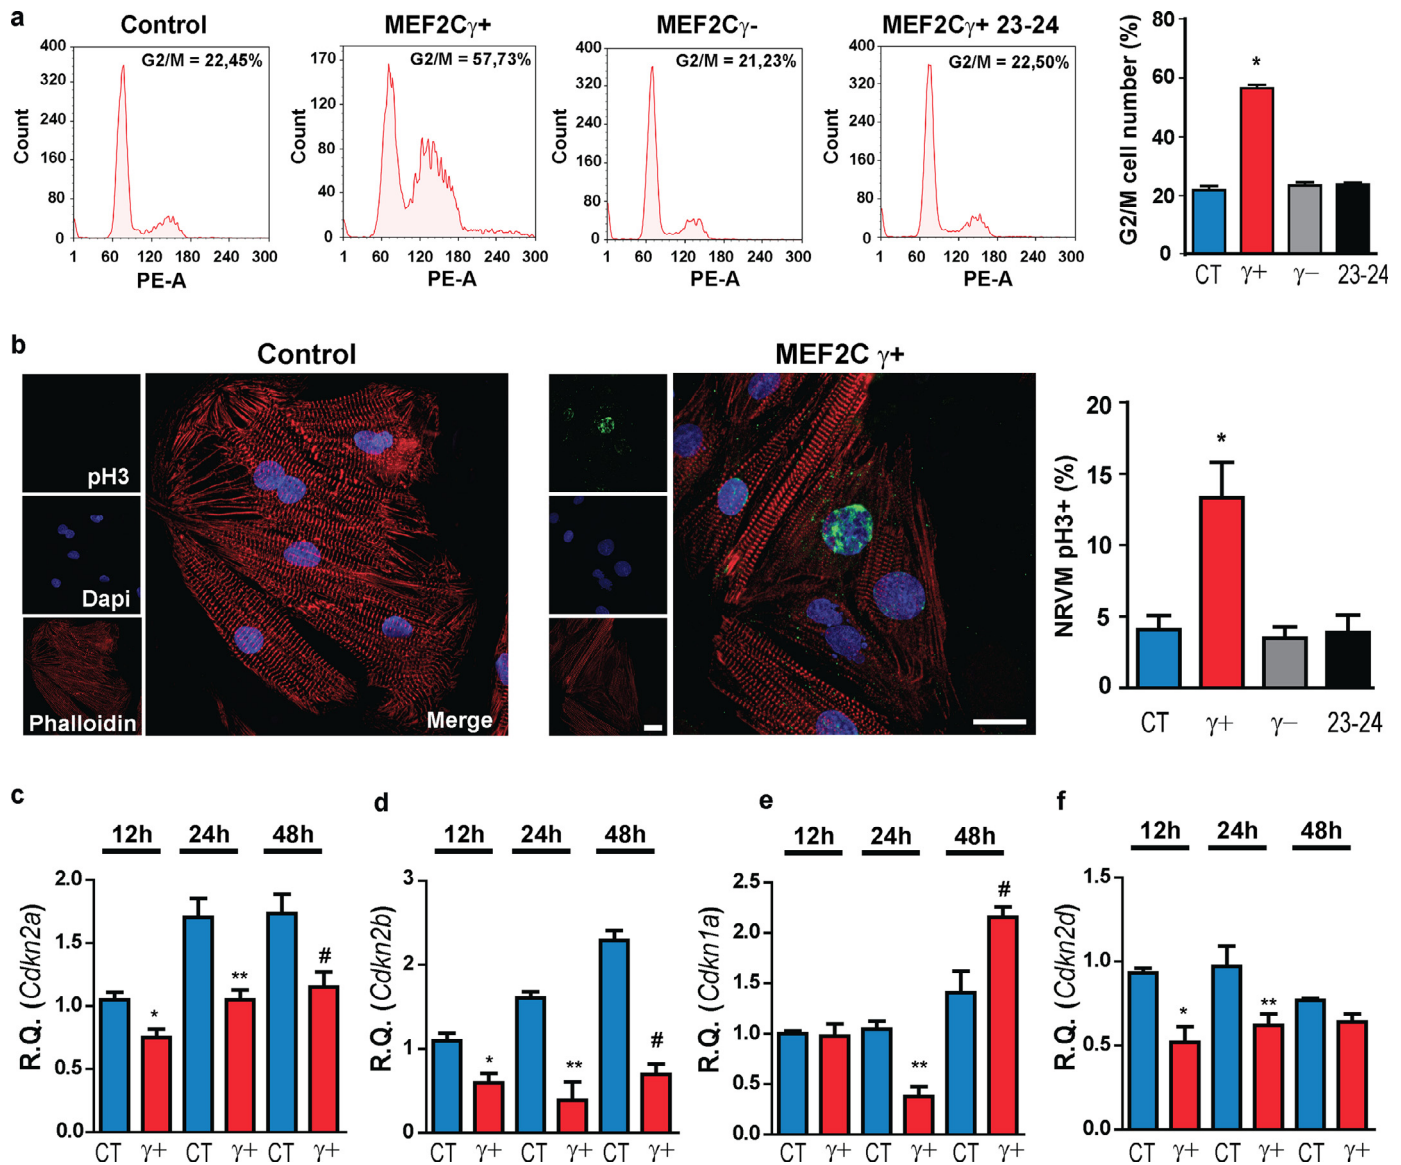 a
Control
MEF2Cγ+
MEF2Cγ-
MEF2Cγ+ 23-24
G2/M = 22,45%
Count
400
320
240
160
80
0
1 60 120 180 240 300
PE-A
G2/M = 57,73%
Count
170
120
80
40
0
1 60 120 180 240 300
PE-A
G2/M = 21,23%
Count
400
320
240
160
80
0
1 60 120 180 240 300
PE-A
G2/M = 22,50%
Count
400
320
240
160
80
0
1 60 120 180 240 300
PE-A
G2/M cell number (%)
80
60
40
20
0
*
CT γ+ γ− 23-24
b
Control
MEF2C γ+
pH3
Dapi
Phalloidin
Merge
NRVM pH3+ (%)
20
15
10
5
0
*
CT γ+ γ− 23-24
c
12h 24h 48h
R.Q. (Cdkn2a)
2.0
1.5
1.0
0.5
0.0
* ** #
CT γ+ CT γ+ CT γ+
d
12h 24h 48h
R.Q. (Cdkn2b)
3
2
1
0
* ** #
CT γ+ CT γ+ CT γ+
e
12h 24h 48h
R.Q. (Cdkn1a)
2.5
2.0
1.5
1.0
0.5
0.0
** #
CT γ+ CT γ+ CT γ+
f
12h 24h 48h
R.Q. (Cdkn2d)
1.5
1.0
0.5
0.0
* **
CT γ+ CT γ+ CT γ+